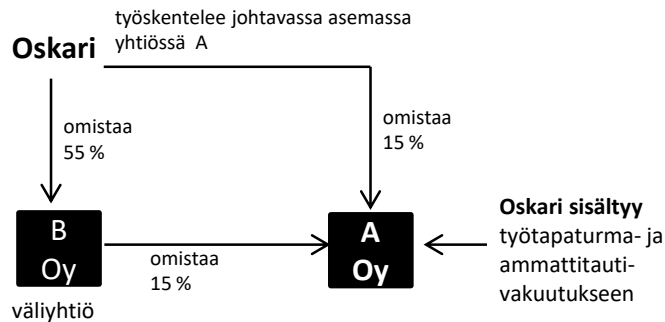 työskentelee johtavassa asemassa
yhtiössä A
Oskari
omistaa
55 %
omistaa
15 %
B
Oy
väliyhtiö
omistaa
15 %
A
Oy
Oskari sisältyy
työtapaturma- ja
ammattitauti-
vakuutukseen